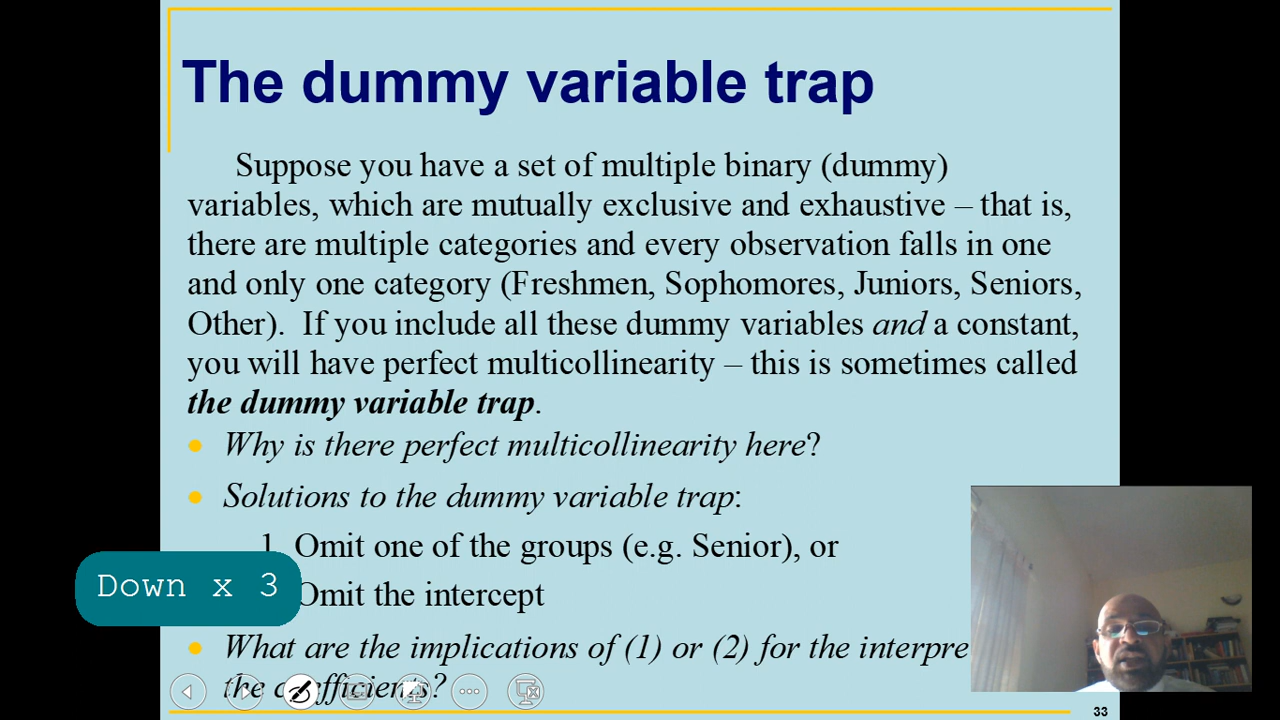 The dummy variable trap
Suppose you have a set of multiple binary (dummy)
variables, which are mutually exclusive and exhaustive – that is,
there are multiple categories and every observation falls in one
and only one category (Freshmen, Sophomores, Juniors, Seniors,
Other). If you include all these dummy variables and a constant,
you will have perfect multicollinearity – this is sometimes called
the dummy variable trap.
• Why is there perfect multicollinearity here?
• Solutions to the dummy variable trap:
1. Omit one of the groups (e.g. Senior), or
Down x 3
Omit the intercept
• What are the implications of (1) or (2) for the interpre
the coefficients?
33